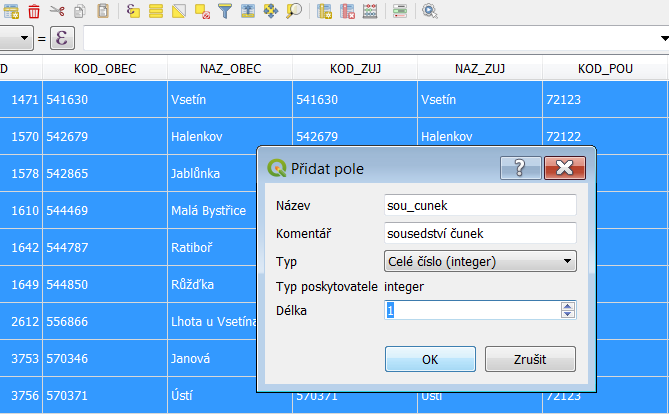 = ε
D KOD_OBEC NAZ_OBEC KOD_ZUJ NAZ_ZUJ KOD_POU
1471 541630 Vsetín 541630 Vsetín 72123
1570 542679 Halenkov 542679 Halenkov 72122
1578 542865 Jablůnka
1610 544469 Malá Bystřice
1642 544787 Ratiboř
1649 544850 Růžďka
2612 556866 Lhota u Vsetína
3753 570346 Janová
3756 570371 Ústí 570371 Ústí 72123
Přidat pole
Název sou_cunek
Komentář sousedství čunek
Typ Celé číslo (integer)
Typ poskytovatele integer
Délka 1
OK Zrušit